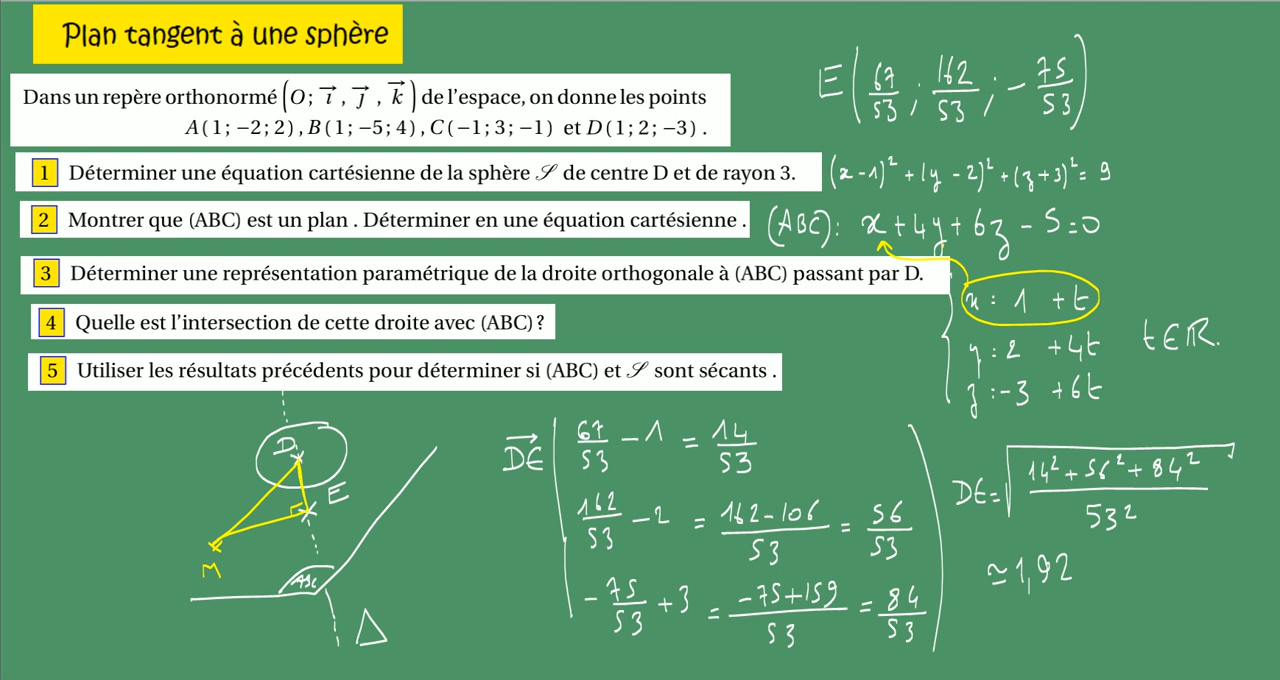 Plan tangent à une sphère
Dans un repère orthonormé (O; i⃗, j⃗, k⃗) de l'espace, on donne les points
A(1; −2; 2), B(1; −5; 4), C(−1; 3; −1) et D(1; 2; −3).
E(67/53 ; 162/53 ; −75/53)
1 Déterminer une équation cartésienne de la sphère 𝒮 de centre D et de rayon 3.
(x − 1)² + (y − 2)² + (z + 3)² = 9
2 Montrer que (ABC) est un plan . Déterminer en une équation cartésienne .
(ABC): x + 4y + 6z − 5 = 0
3 Déterminer une représentation paramétrique de la droite orthogonale à (ABC) passant par D.
x : 1 + t
y : 2 + 4t
z : −3 + 6t
t ∈ ℝ.
4 Quelle est l'intersection de cette droite avec (ABC) ?
5 Utiliser les résultats précédents pour déterminer si (ABC) et 𝒮 sont sécants .
D
E
M
ABC
Δ
DE⃗
67/53 − 1 = 14/53
162/53 − 2 = (162−106)/53 = 56/53
−75/53 + 3 = (−75+159)/53 = 84/53
DE = √((14² + 56² + 84²)/53²)
≃ 1,92